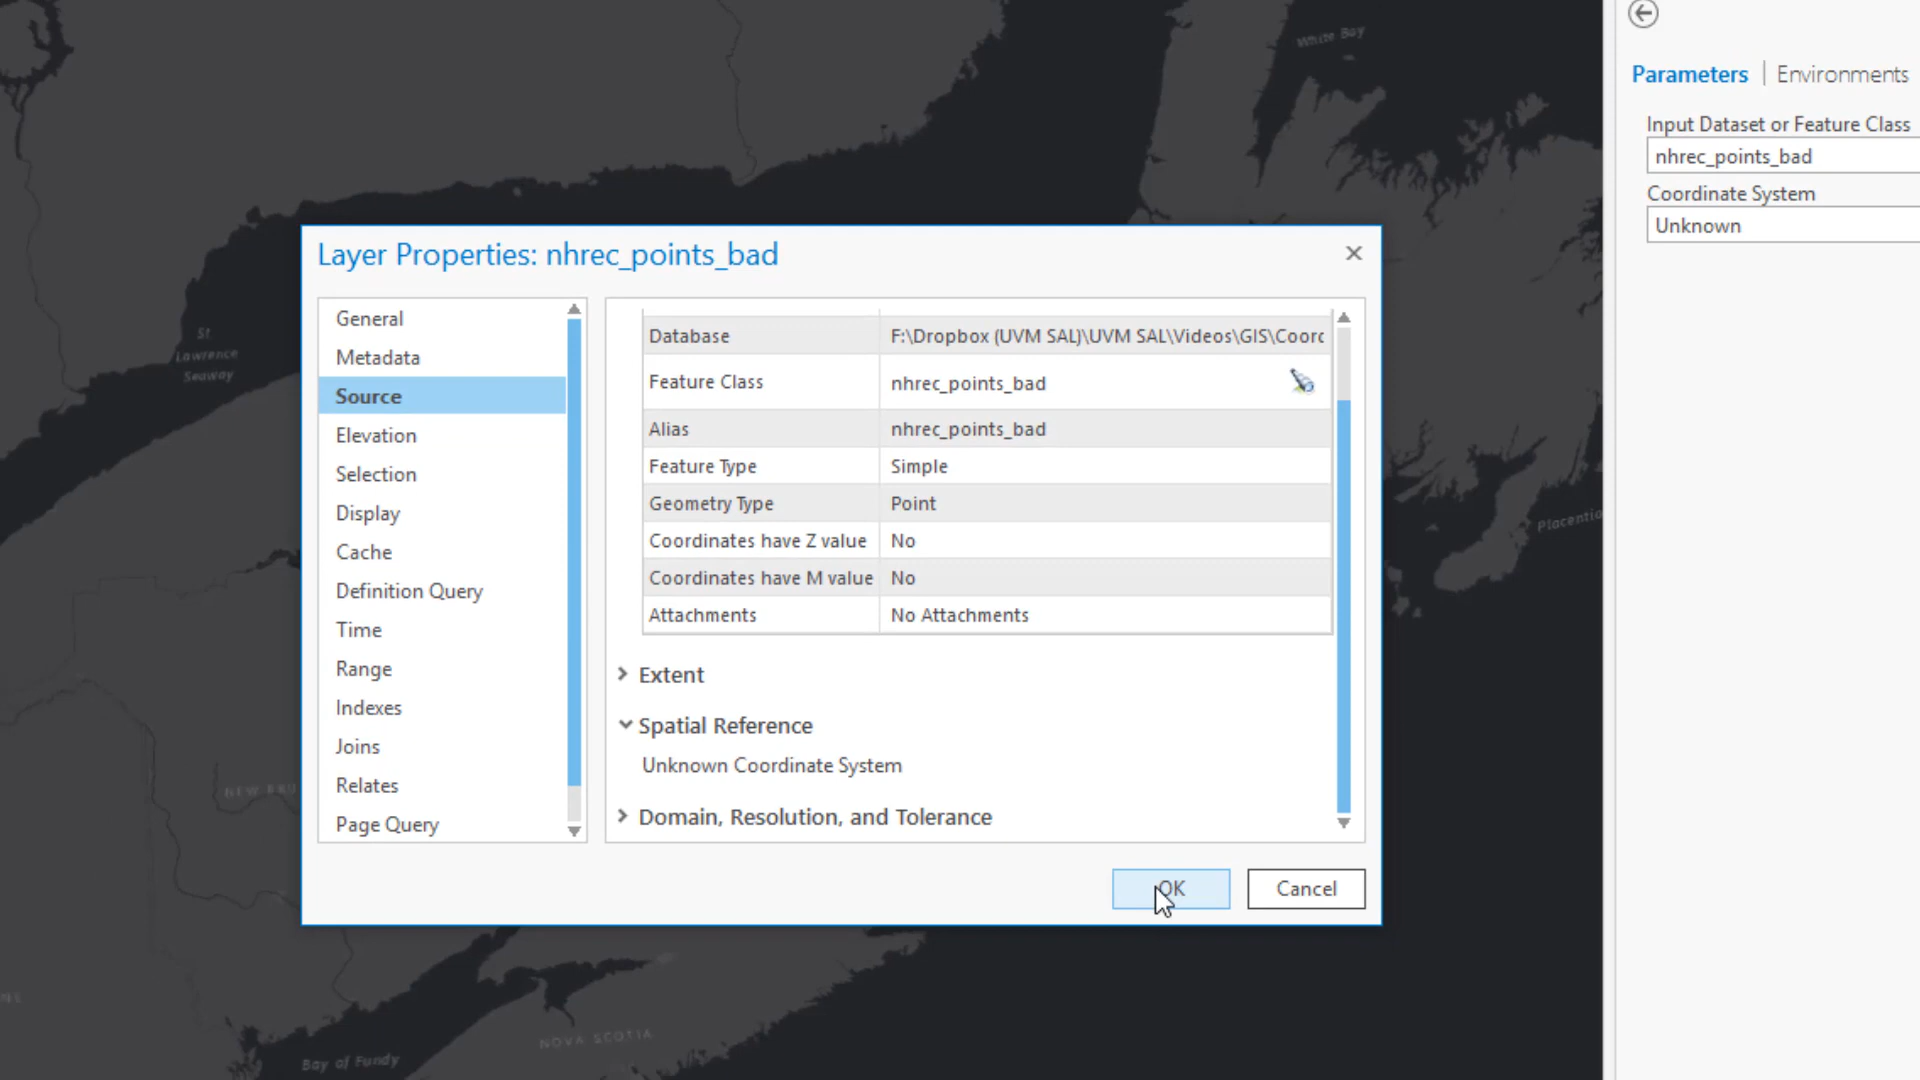 White Bay
Parameters
Environments
Input Dataset or Feature Class
nhrec_points_bad
Coordinate System
Unknown
Layer Properties: nhrec_points_bad
General
Metadata
Source
Elevation
Selection
Display
Cache
Definition Query
Time
Range
Indexes
Joins
Relates
Page Query
Database F:\Dropbox (UVM SAL)\UVM SAL\Videos\GIS\Coord
Feature Class nhrec_points_bad
Alias nhrec_points_bad
Feature Type Simple
Geometry Type Point
Coordinates have Z value No
Coordinates have M value No
Attachments No Attachments
Extent
Spatial Reference
Unknown Coordinate System
Domain, Resolution, and Tolerance
OK
Cancel
St.
Lawrence
Seaway
Placentia
NEW BRU
NOVA SCOTIA
Bay of Fundy